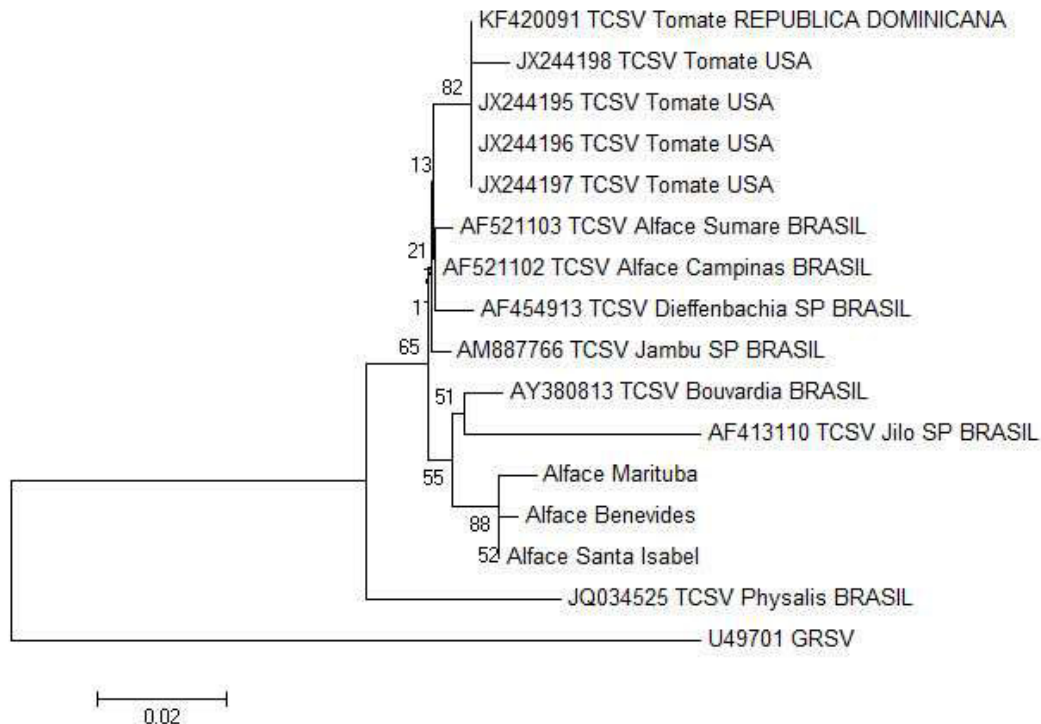 KF420091 TCSV Tomate REPUBLICA DOMINICANA
JX244198 TCSV Tomate USA
82
JX244195 TCSV Tomate USA
JX244196 TCSV Tomate USA
13
JX244197 TCSV Tomate USA
AF521103 TCSV Alface Sumare BRASIL
21
AF521102 TCSV Alface Campinas BRASIL
AF454913 TCSV Dieffenbachia SP BRASIL
65
AM887766 TCSV Jambu SP BRASIL
51
AY380813 TCSV Bouvardia BRASIL
AF413110 TCSV Jilo SP BRASIL
55
Alface Marituba
Alface Benevides
88
52
Alface Santa Isabel
JQ034525 TCSV Physalis BRASIL
U49701 GRSV
0.02